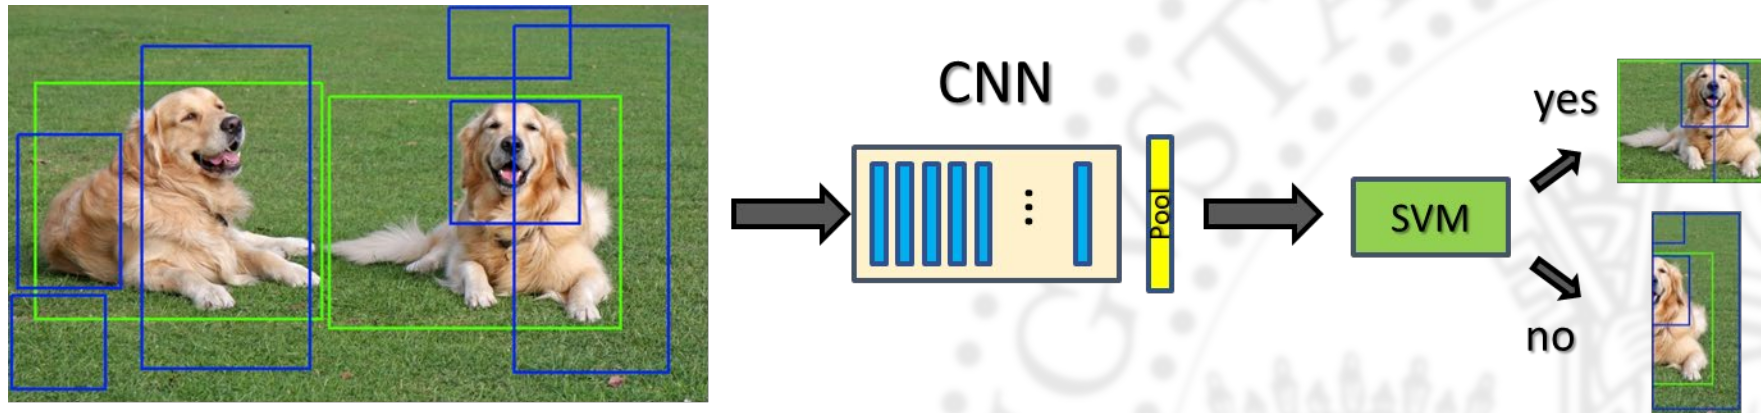 CNN
Pool
SVM
yes
no